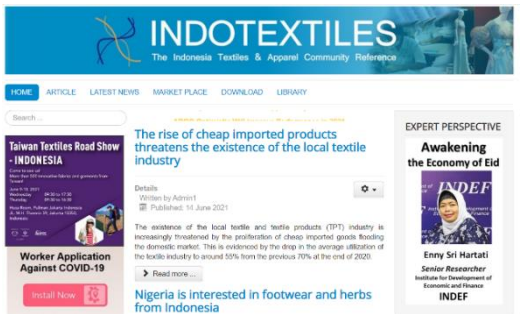 INDOTEXTILES
The Indonesia Textiles & Apparel Community Reference
HOME ARTICLE LATEST NEWS MARKET PLACE DOWNLOAD LIBRARY
Search ...
Taiwan Textiles Road Show
- INDONESIA
Worker Application
Against COVID-19
Install Now
The rise of cheap imported products
threatens the existence of the local textile
industry
Details
Written by Admin1
Published: 14 June 2021
The existence of the local textile and textile products (TPT) industry is
increasingly threatened by the proliferation of cheap imported goods flooding
the domestic market. This is evidenced by the drop in the average utilization of
the textile industry to around 55% from the previous 70% at the end of 2020.
Read more ...
Nigeria is interested in footwear and herbs
from Indonesia
EXPERT PERSPECTIVE
Awakening
the Economy of Eid
INDEF
Enny Sri Hartati
Senior Researcher
Institute for Development of
Economic and Finance
INDEF